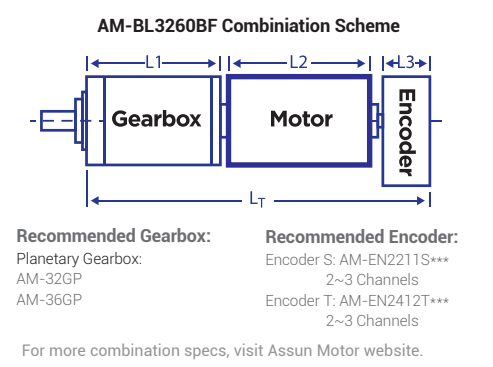 AM-BL3260BF Combiniation Scheme
L1 L2 L3
Gearbox Motor Encoder
LT
Recommended Gearbox:
Planetary Gearbox:
AM-32GP
AM-36GP
Recommended Encoder:
Encoder S: AM-EN2211S***
2~3 Channels
Encoder T: AM-EN2412T***
2~3 Channels
For more combination specs, visit Assun Motor website.